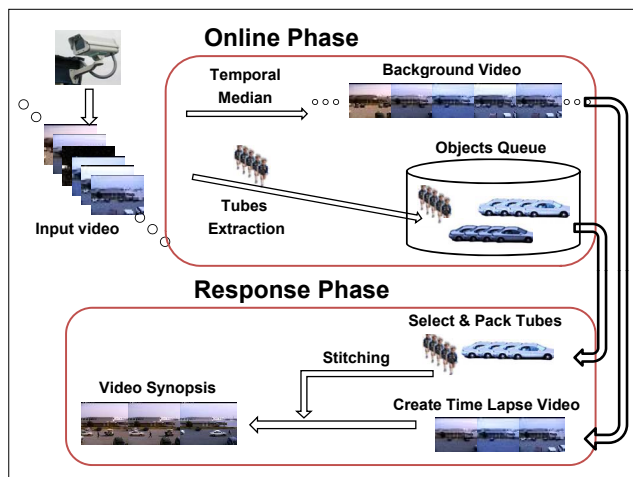 Online Phase
Temporal
Median
Background Video
Objects Queue
Input video
Tubes
Extraction
Response Phase
Select & Pack Tubes
Stitching
Video Synopsis
Create Time Lapse Video